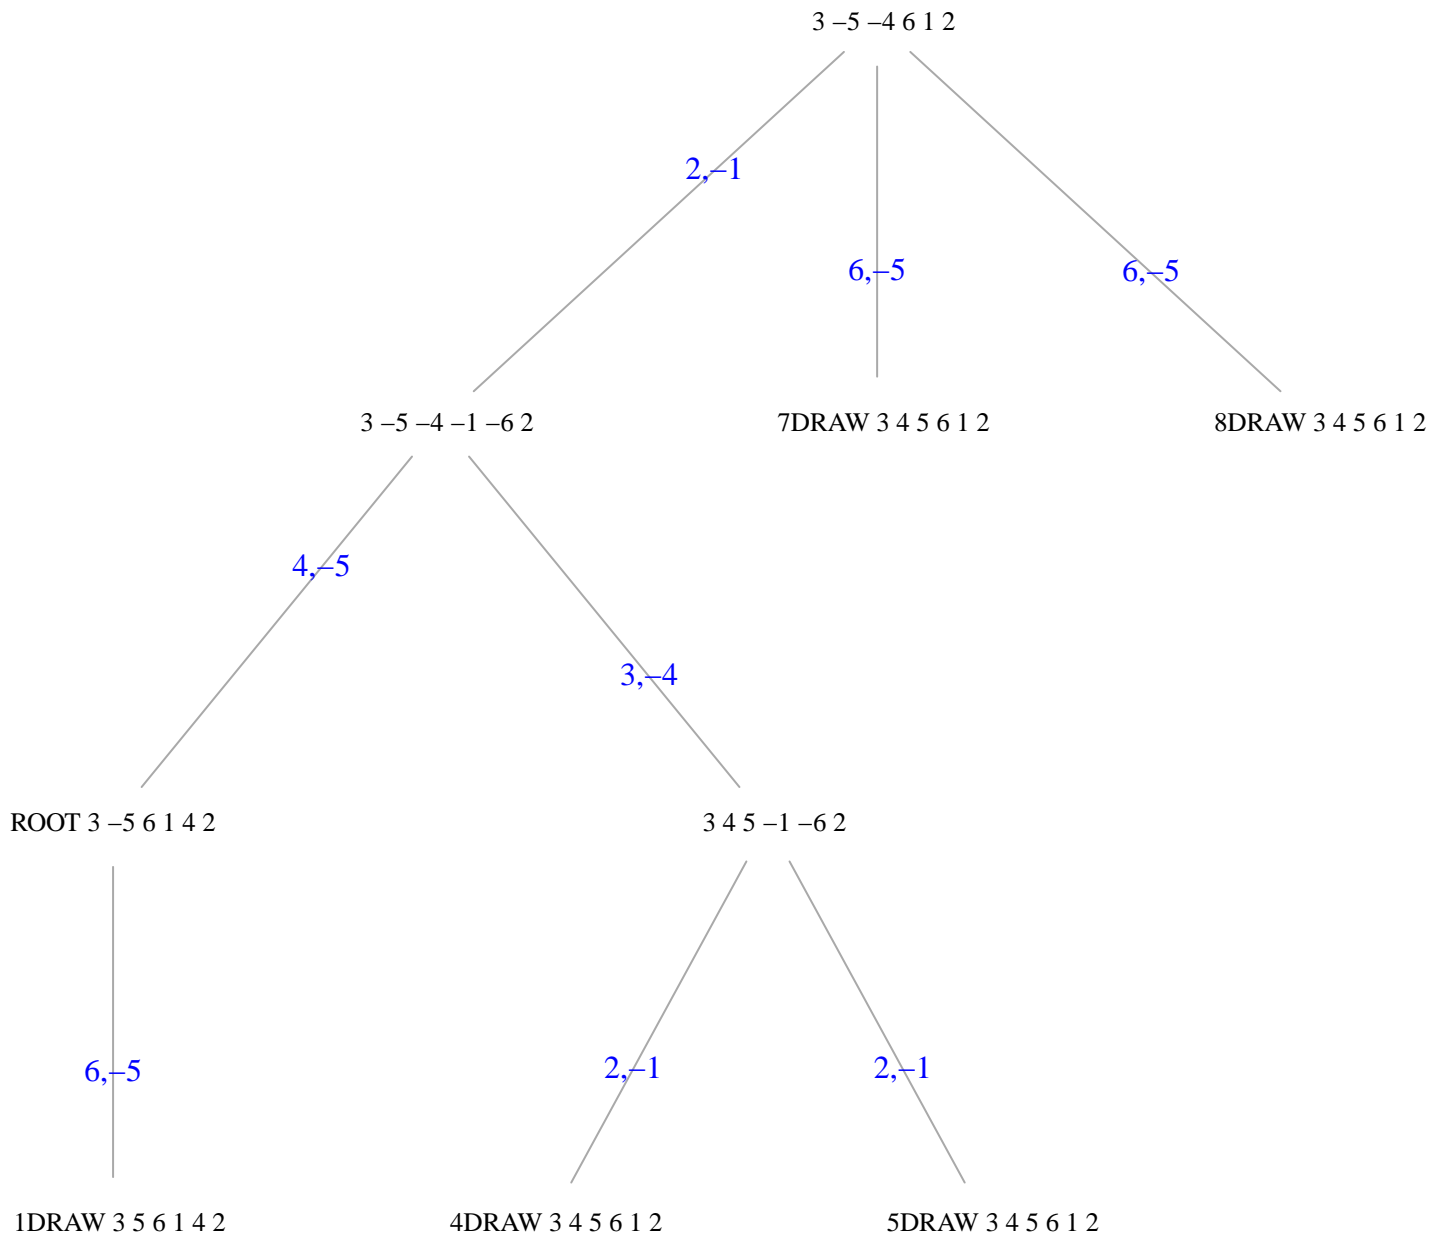 3 –5 –4 6 1 2
2,–1
6,–5
6,–5
3 –5 –4 –1 –6 2
7DRAW 3 4 5 6 1 2
8DRAW 3 4 5 6 1 2
4,–5
3,–4
ROOT 3 –5 6 1 4 2
3 4 5 –1 –6 2
6,–5
2,–1
2,–1
1DRAW 3 5 6 1 4 2
4DRAW 3 4 5 6 1 2
5DRAW 3 4 5 6 1 2